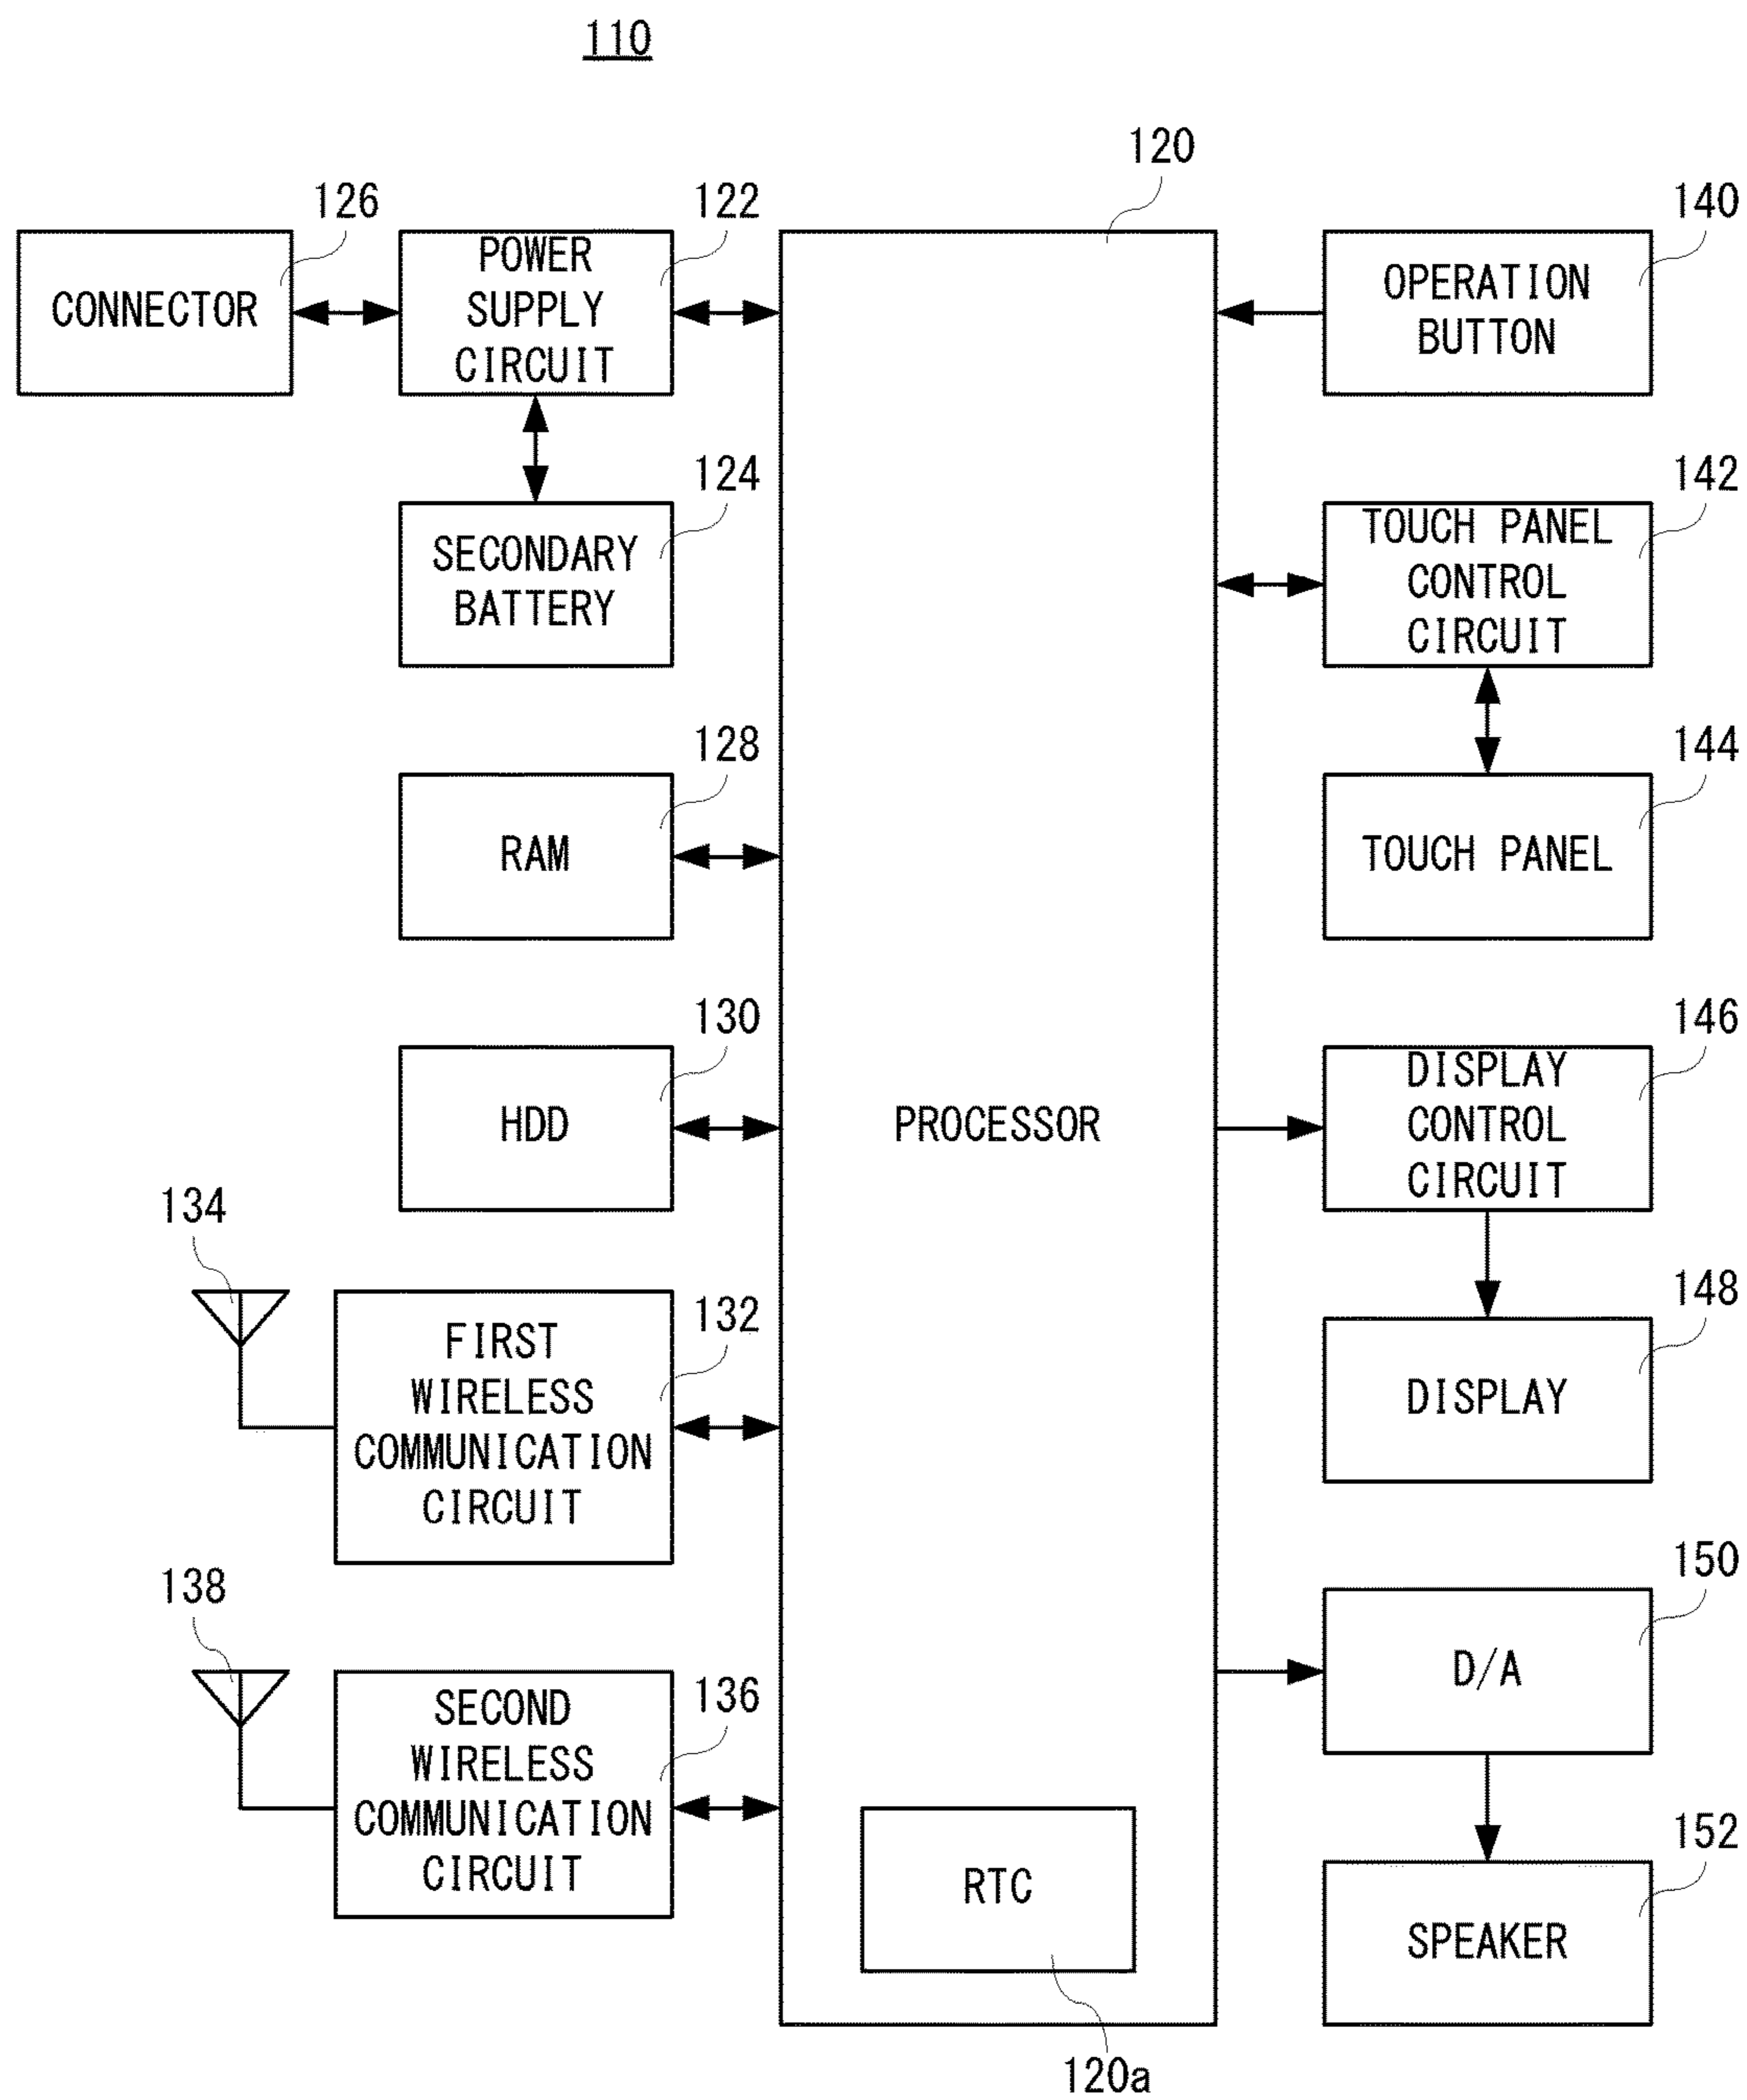 110
120
126
122
140
CONNECTOR
POWER
SUPPLY
CIRCUIT
OPERATION
BUTTON
124
142
SECONDARY
BATTERY
TOUCH PANEL
CONTROL
CIRCUIT
128
144
RAM
TOUCH PANEL
130
146
HDD
PROCESSOR
DISPLAY
CONTROL
CIRCUIT
134
132
148
FIRST
WIRELESS
COMMUNICATION
CIRCUIT
DISPLAY
138
150
136
SECOND
WIRELESS
COMMUNICATION
CIRCUIT
D/A
152
RTC
SPEAKER
120a